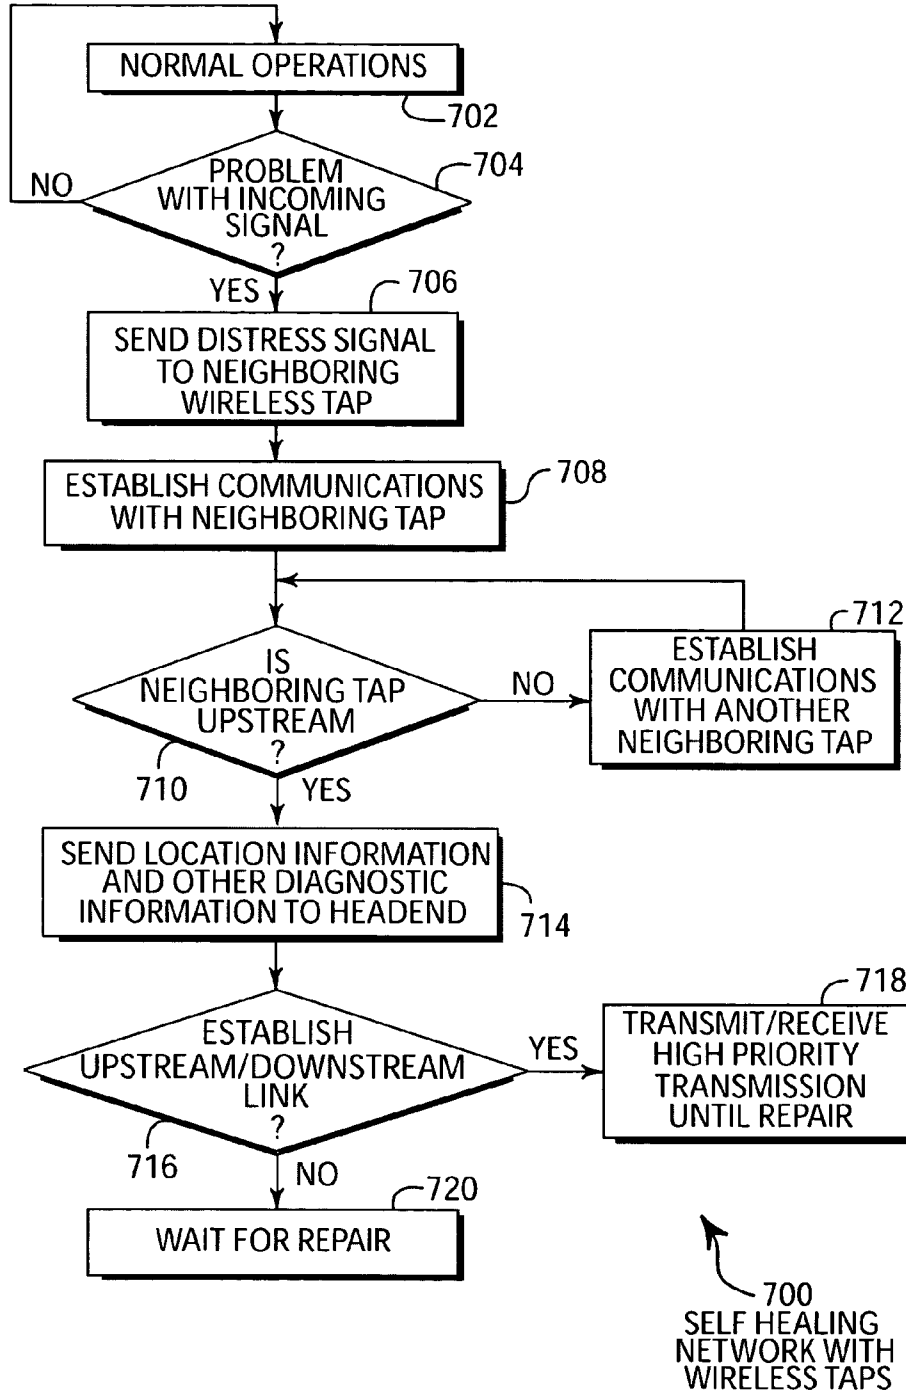 NORMAL OPERATIONS
702
PROBLEM
WITH INCOMING
SIGNAL
?
704
NO
YES
706
SEND DISTRESS SIGNAL
TO NEIGHBORING
WIRELESS TAP
ESTABLISH COMMUNICATIONS
WITH NEIGHBORING TAP
708
IS
NEIGHBORING TAP
UPSTREAM
?
710
NO
712
ESTABLISH
COMMUNICATIONS
WITH ANOTHER
NEIGHBORING TAP
YES
SEND LOCATION INFORMATION
AND OTHER DIAGNOSTIC
INFORMATION TO HEADEND
714
ESTABLISH
UPSTREAM/DOWNSTREAM
LINK
?
716
YES
718
TRANSMIT/RECEIVE
HIGH PRIORITY
TRANSMISSION
UNTIL REPAIR
NO
720
WAIT FOR REPAIR
700
SELF HEALING
NETWORK WITH
WIRELESS TAPS